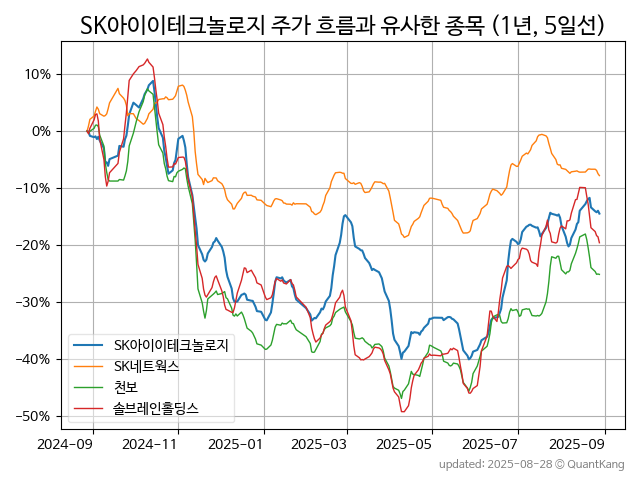 SK아이이테크놀로지 주가 흐름과 유사한 종목 (1년, 5일선)
10%
0%
−10%
−20%
−30%
−40%
−50%
SK아이이테크놀로지
SK네트웍스
천보
솔브레인홀딩스
2024-09 2024-11 2025-01 2025-03 2025-05 2025-07 2025-09
updated: 2025-08-28 © QuantKang